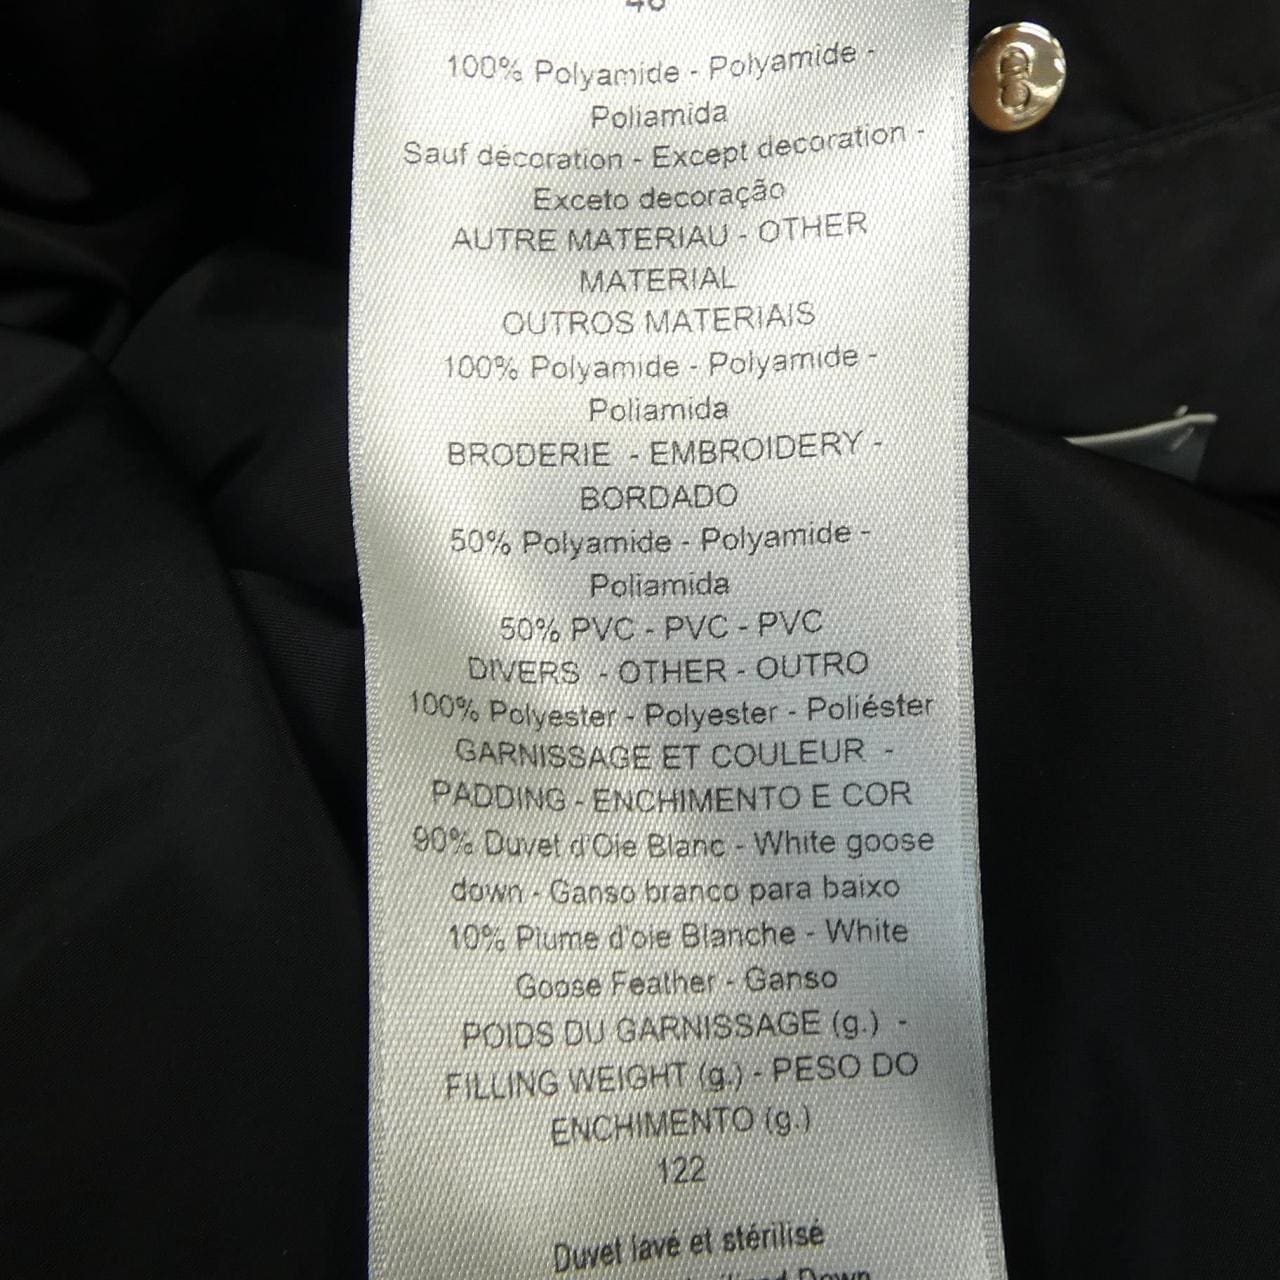 100% Polyamide - Polyamide -
Poliamida
Sauf décoration - Except decoration -
Exceto decoração
AUTRE MATERIAU - OTHER
MATERIAL
OUTROS MATERIAIS
100% Polyamide - Polyamide -
Poliamida
BRODERIE - EMBROIDERY -
BORDADO
50% Polyamide - Polyamide -
Poliamida
50% PVC - PVC - PVC
DIVERS - OTHER - OUTRO
100% Polyester - Polyester - Poliéster
GARNISSAGE ET COULEUR -
PADDING - ENCHIMENTO E COR
90% Duvet d'Oie Blanc - White goose
down - Ganso branco para baixo
10% Plume d'oie Blanche - White
Goose Feather - Ganso
POIDS DU GARNISSAGE (g.) -
FILLING WEIGHT (g.) - PESO DO
ENCHIMENTO (g.)
122
Duvet lavé et stérilisé
Down